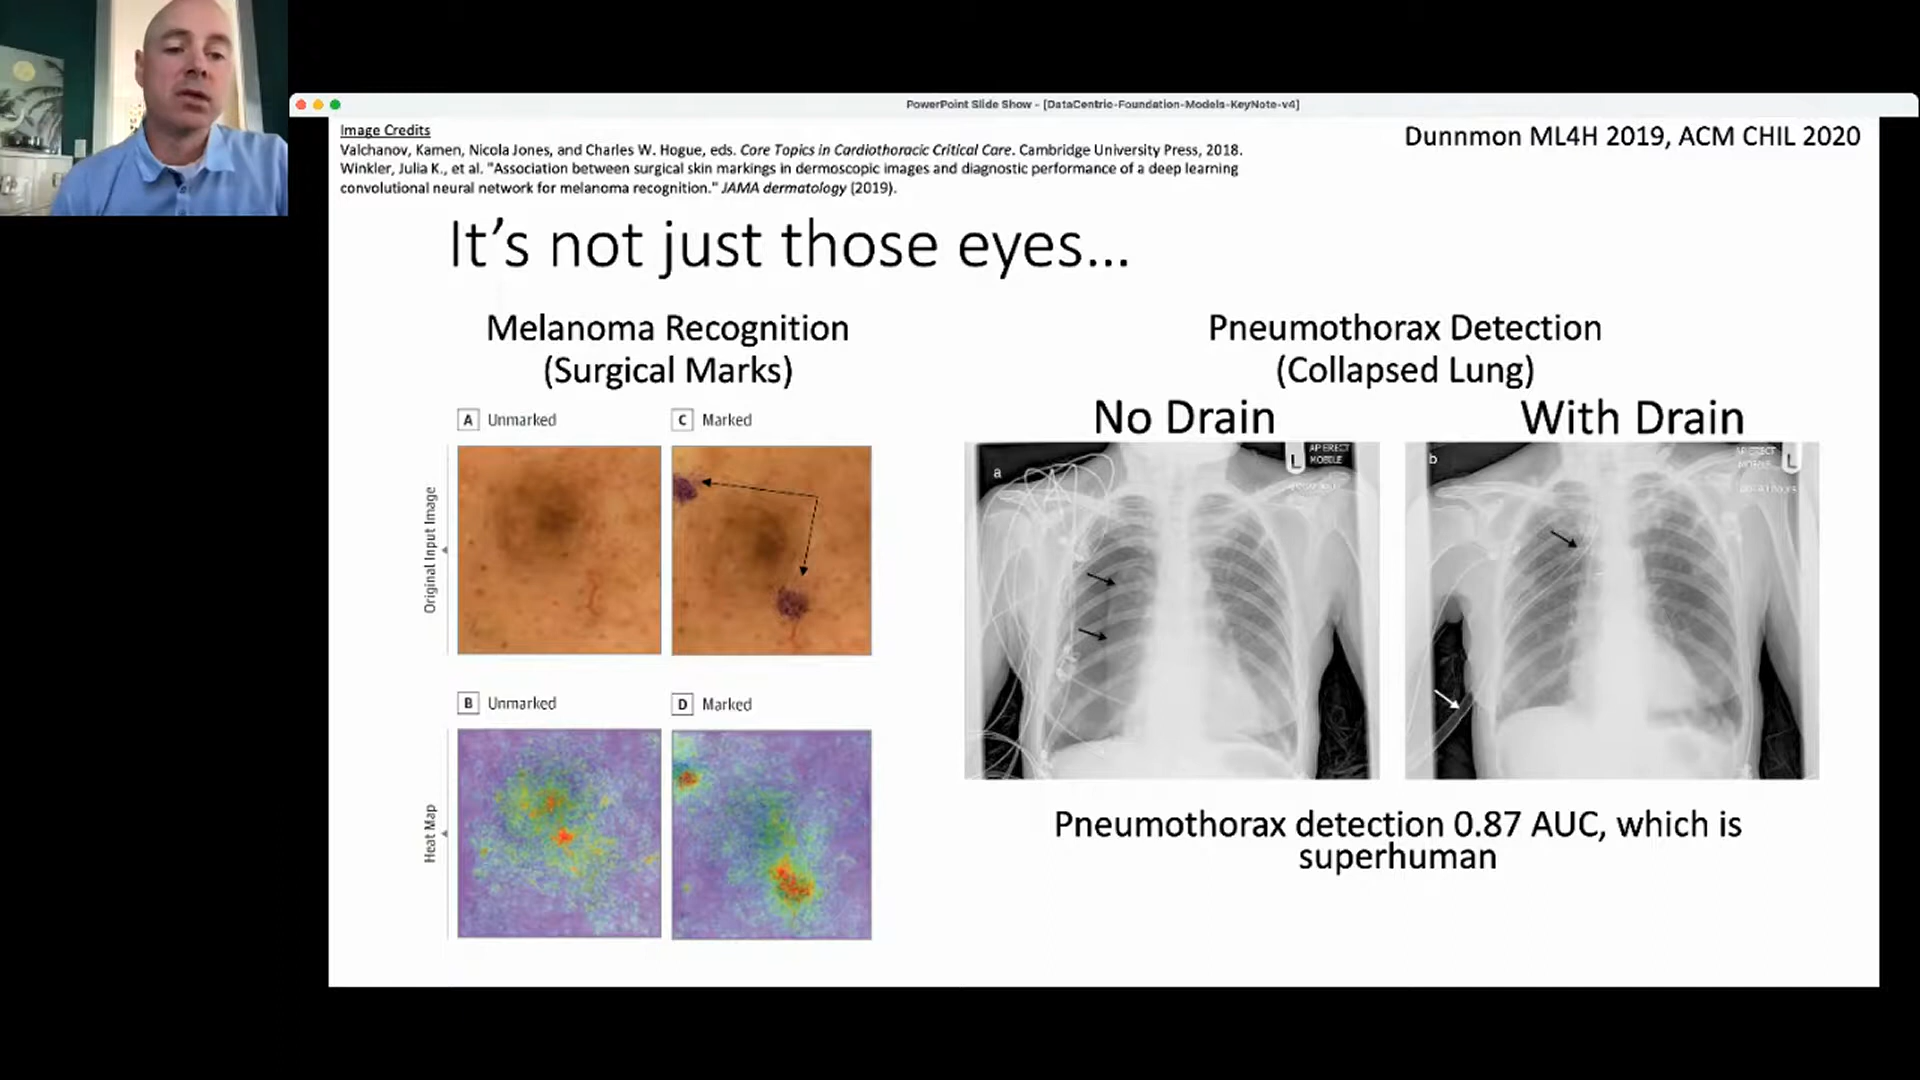 PowerPoint Slide Show - [DataCentric-Foundation-Models-KeyNote-v4]
Image Credits
Valchanov, Kamen, Nicola Jones, and Charles W. Hogue, eds. Core Topics in Cardiothoracic Critical Care. Cambridge University Press, 2018.
Winkler, Julia K., et al. "Association between surgical skin markings in dermoscopic images and diagnostic performance of a deep learning
convolutional neural network for melanoma recognition." JAMA dermatology (2019).
Dunnmon ML4H 2019, ACM CHIL 2020
It's not just those eyes...
Melanoma Recognition
(Surgical Marks)
A Unmarked
C Marked
Original Input Image
B Unmarked
D Marked
Heat Map
Pneumothorax Detection
(Collapsed Lung)
No Drain
With Drain
a
L
AP ERECT
MOBILE
b
AP ERECT
MOBILE
L
Pneumothorax detection 0.87 AUC, which is
superhuman